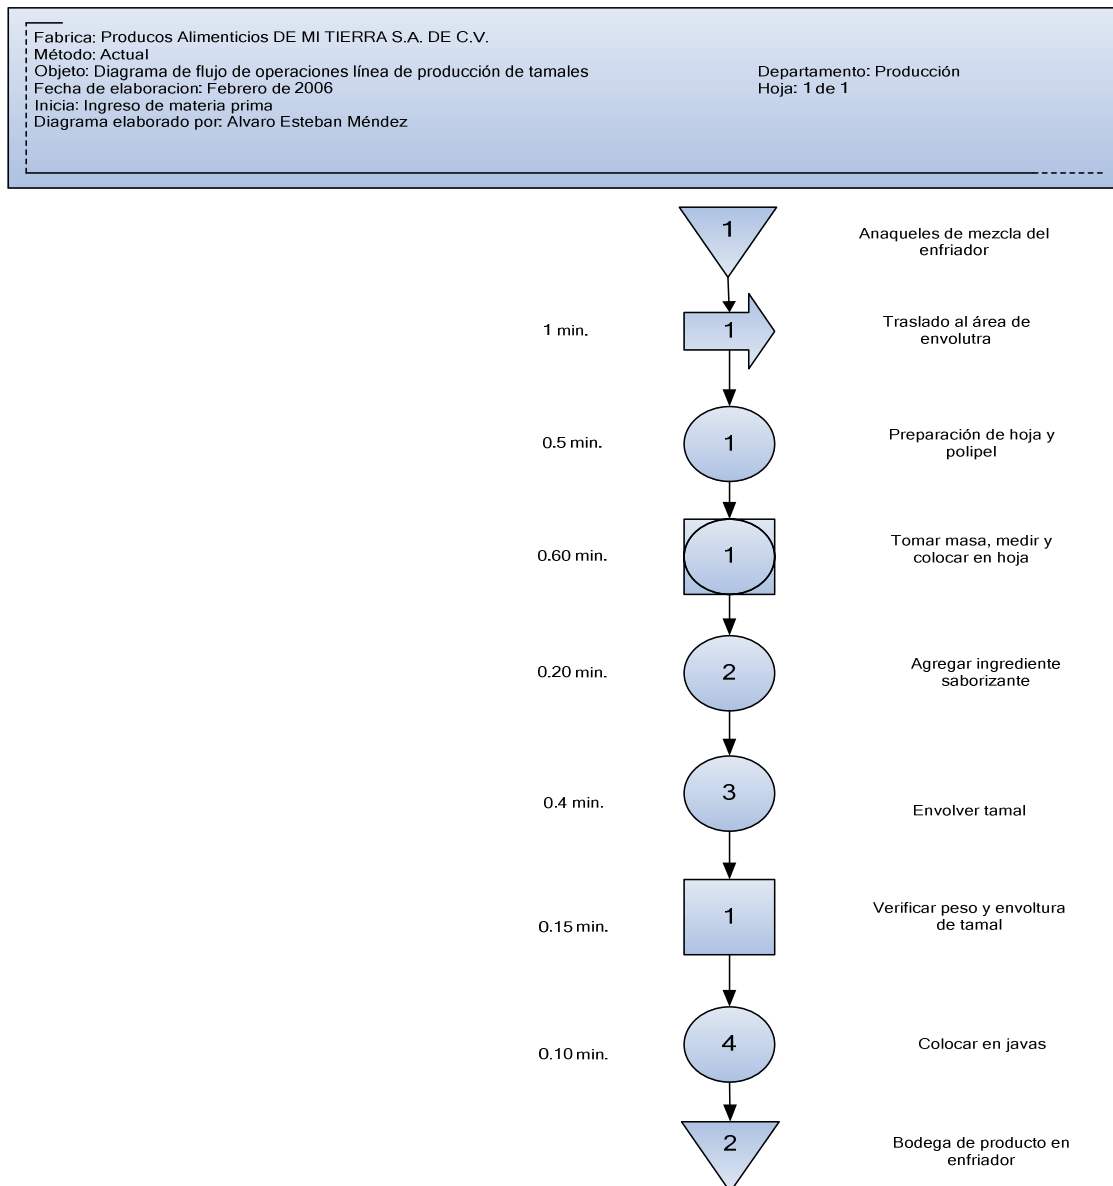 Fabrica: Producos Alimenticios DE MI TIERRA S.A. DE C.V.
Método: Actual
Objeto: Diagrama de flujo de operaciones línea de producción de tamales
Departamento: Producción
Fecha de elaboracion: Febrero de 2006
Hoja: 1 de 1
Inicia: Ingreso de materia prima
Diagrama elaborado por: Alvaro Esteban Méndez
1
Anaqueles de mezcla del
enfriador
1 min.
1
Traslado al área de
envolutra
0.5 min.
1
Preparación de hoja y
polipel
0.60 min.
1
Tomar masa, medir y
colocar en hoja
0.20 min.
2
Agregar ingrediente
saborizante
0.4 min.
3
Envolver tamal
0.15 min.
1
Verificar peso y envoltura
de tamal
0.10 min.
4
Colocar en javas
2
Bodega de producto en
enfriador